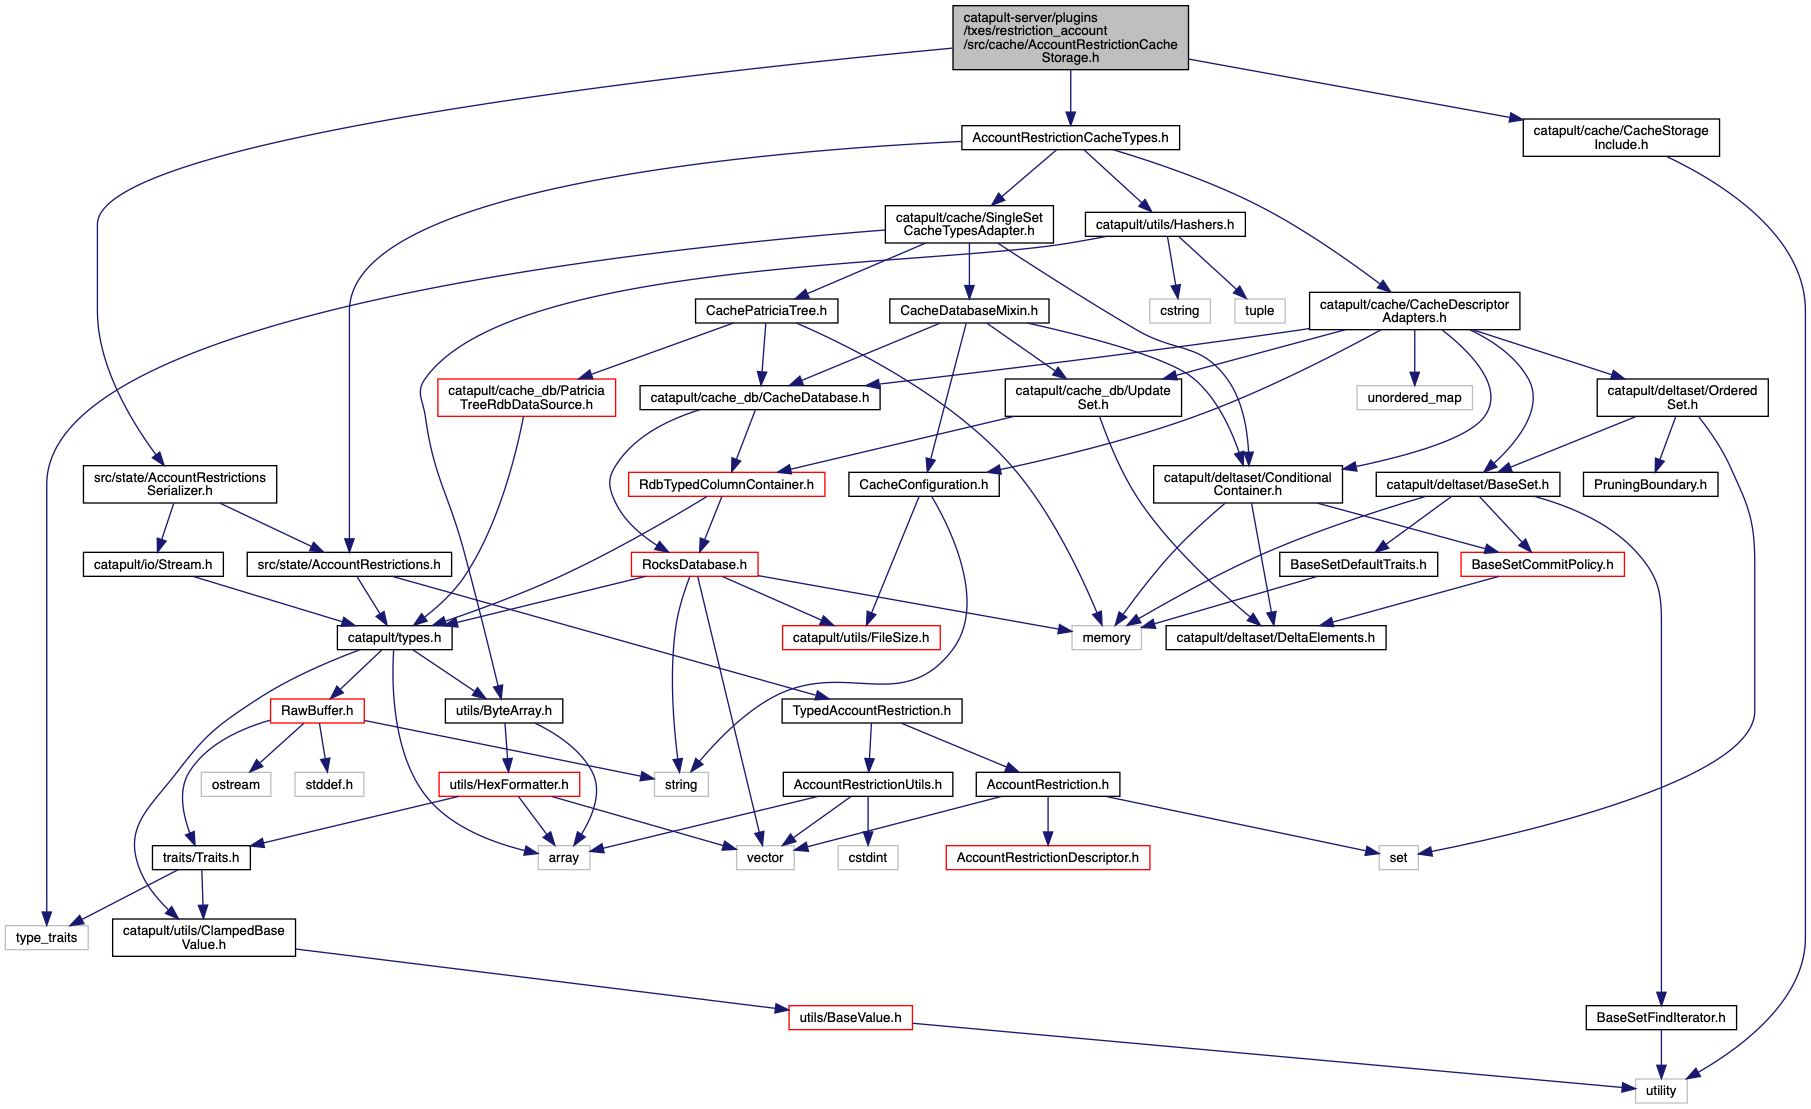 catapult-server/plugins
/txes/restriction_account
/src/cache/AccountRestrictionCache
Storage.h
AccountRestrictionCacheTypes.h
catapult/cache/CacheStorage
Include.h
catapult/cache/SingleSet
CacheTypesAdapter.h
catapult/utils/Hashers.h
CachePatriciaTree.h
CacheDatabaseMixin.h
cstring
tuple
catapult/cache/CacheDescriptor
Adapters.h
catapult/cache_db/Patricia
TreeRdbDataSource.h
catapult/cache_db/CacheDatabase.h
catapult/cache_db/Update
Set.h
unordered_map
catapult/deltaset/Ordered
Set.h
src/state/AccountRestrictions
Serializer.h
RdbTypedColumnContainer.h
CacheConfiguration.h
catapult/deltaset/Conditional
Container.h
catapult/deltaset/BaseSet.h
PruningBoundary.h
catapult/io/Stream.h
src/state/AccountRestrictions.h
RocksDatabase.h
BaseSetDefaultTraits.h
BaseSetCommitPolicy.h
catapult/types.h
catapult/utils/FileSize.h
memory
catapult/deltaset/DeltaElements.h
RawBuffer.h
utils/ByteArray.h
TypedAccountRestriction.h
ostream
stddef.h
utils/HexFormatter.h
string
AccountRestrictionUtils.h
AccountRestriction.h
traits/Traits.h
array
vector
cstdint
AccountRestrictionDescriptor.h
set
type_traits
catapult/utils/ClampedBase
Value.h
utils/BaseValue.h
BaseSetFindIterator.h
utility